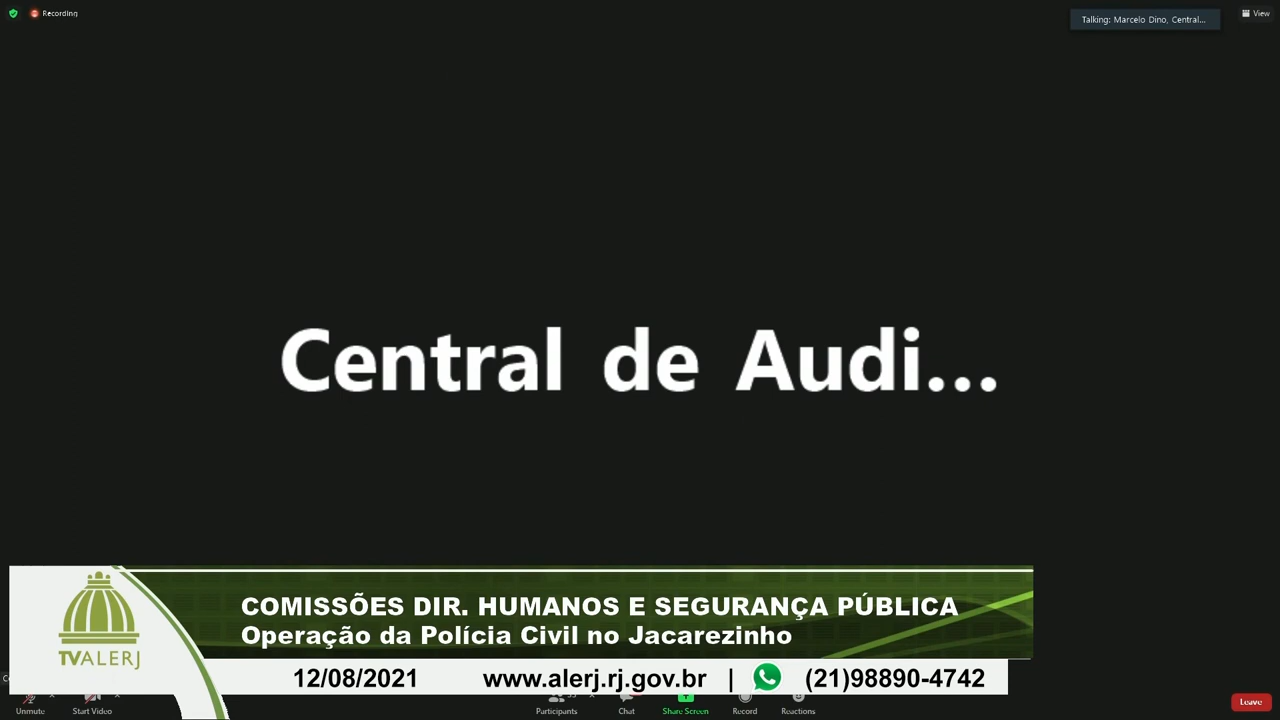 Recording
Talking: Marcelo Dino, Central...
View
Central de Audi...
COMISSÕES DIR. HUMANOS E SEGURANÇA PÚBLICA
Operação da Polícia Civil no Jacarezinho
TVALERJ
12/08/2021 www.alerj.rj.gov.br | (21)98890-4742
Unmute Start Video Participants Chat Share Screen Record Reactions Leave